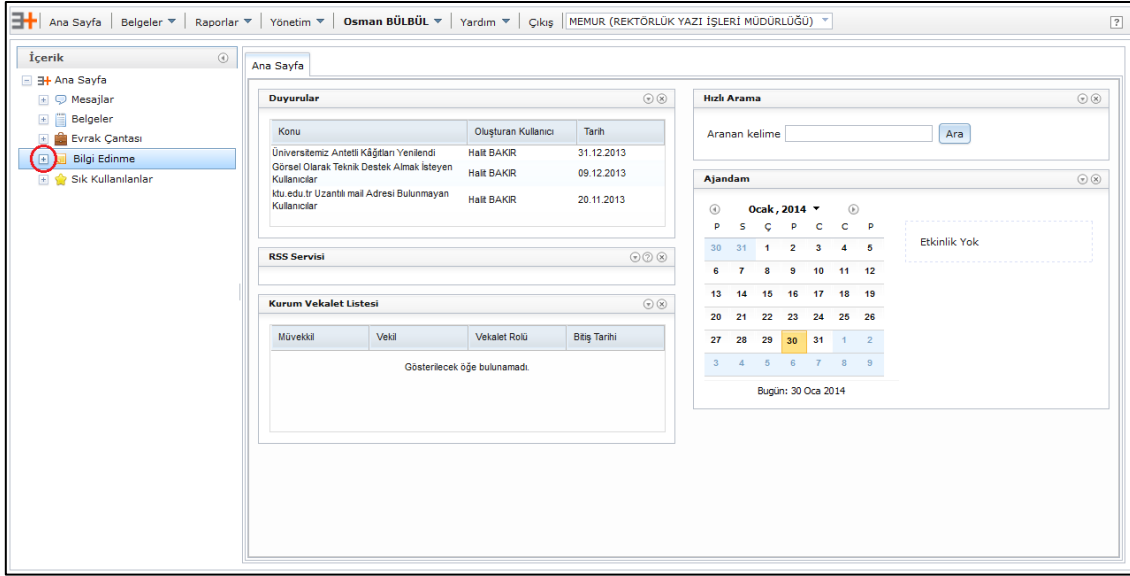 Ana Sayfa Belgeler Raporlar Yönetim Osman BÜLBÜL Yardım Çıkış MEMUR (REKTÖRLÜK YAZI İŞLERİ MÜDÜRLÜĞÜ) ?
İçerik
Ana Sayfa
Mesajlar
Belgeler
Evrak Çantası
Bilgi Edinme
Sık Kullanılanlar
Ana Sayfa
Duyurular
Konu Oluşturan Kullanıcı Tarih
Üniversitemiz Antetli Kâğıtları Yenilendi Halit BAKIR 31.12.2013
Görsel Olarak Teknik Destek Almak İsteyen
Kullanıcılar Halit BAKIR 09.12.2013
ktu.edu.tr Uzantılı mail Adresi Bulunmayan
Kullanıcılar Halit BAKIR 20.11.2013
RSS Servisi
Kurum Vekalet Listesi
Müvekkil Vekil Vekalet Rolü Bitiş Tarihi
Gösterilecek öğe bulunamadı.
Hızlı Arama
Aranan kelime Ara
Ajandam
Ocak , 2014
P S Ç P C C P
30 31 1 2 3 4 5
6 7 8 9 10 11 12
13 14 15 16 17 18 19
20 21 22 23 24 25 26
27 28 29 30 31 1 2
3 4 5 6 7 8 9
Bugün: 30 Oca 2014
Etkinlik Yok